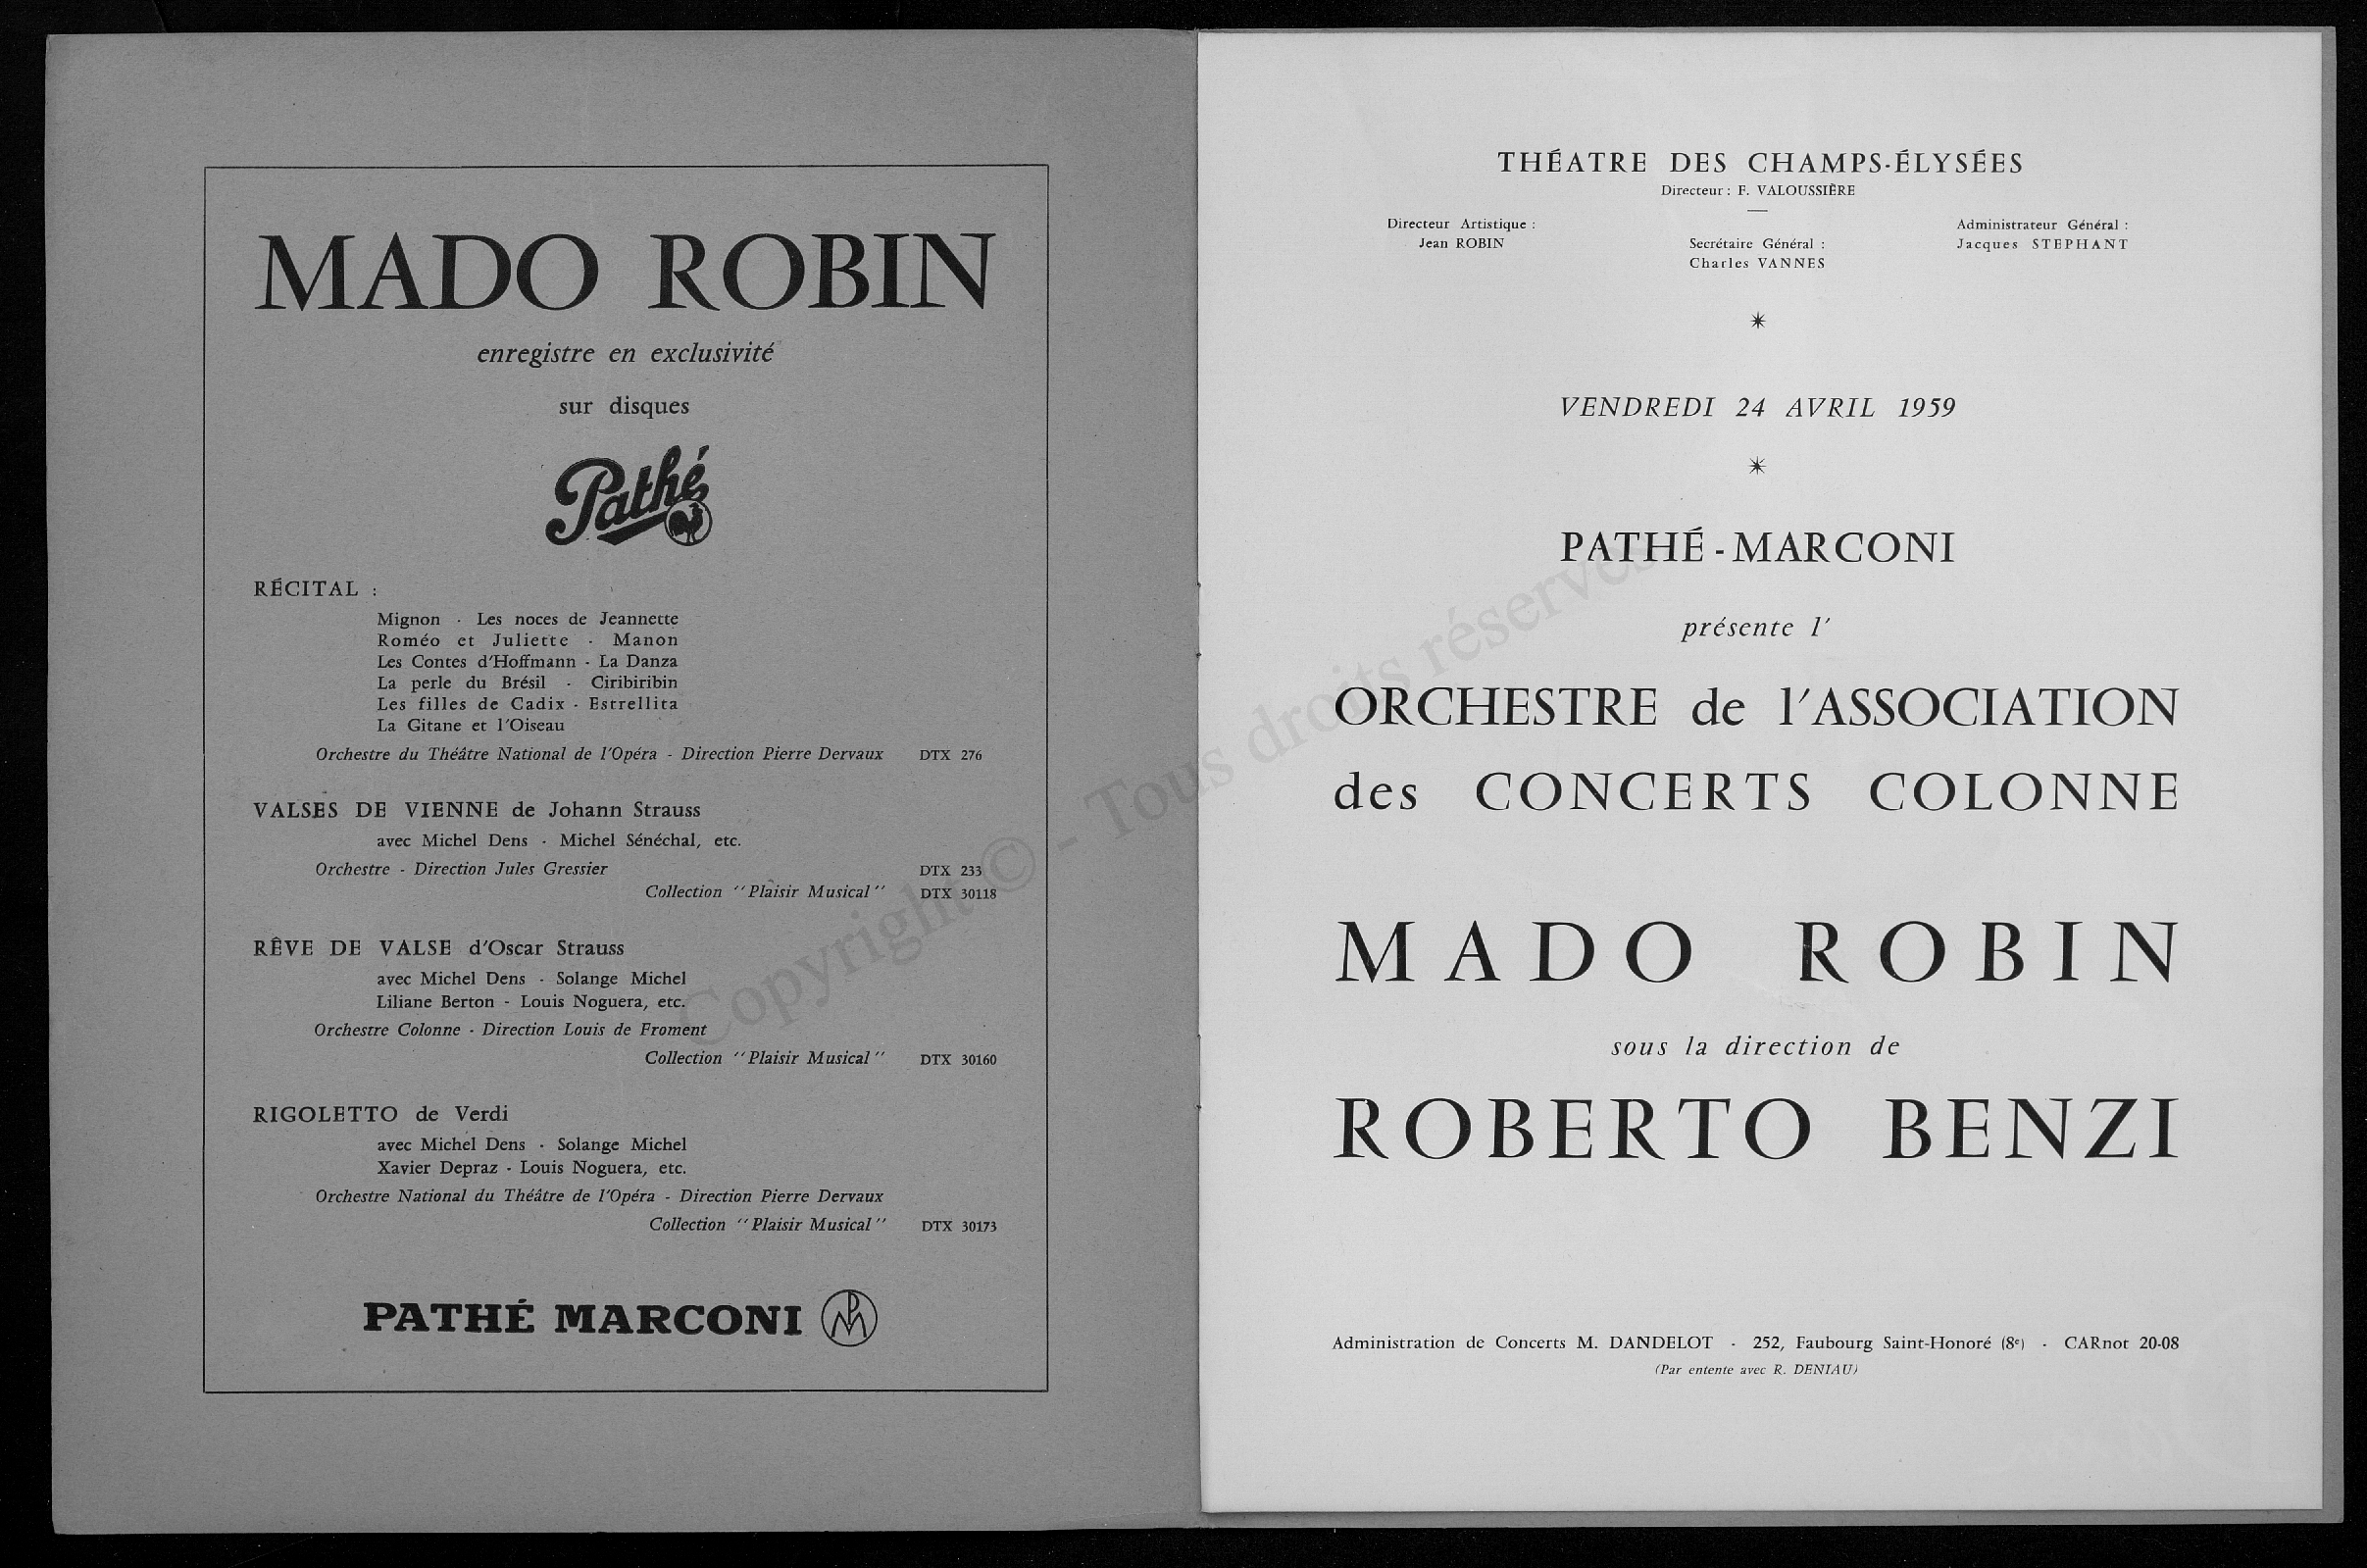 MADO ROBIN
enregistre en exclusivité
sur disques
Pathé
RÉCITAL :
Mignon · Les noces de Jeannette
Roméo et Juliette · Manon
Les Contes d'Hoffmann - La Danza
La perle du Brésil · Ciribiribin
Les filles de Cadix · Estrellita
La Gitane et l'Oiseau
Orchestre du Théâtre National de l'Opéra - Direction Pierre Dervaux DTX 276
VALSES DE VIENNE de Johann Strauss
avec Michel Dens · Michel Sénéchal, etc.
Orchestre - Direction Jules Gressier DTX 233
Collection "Plaisir Musical" DTX 30118
RÊVE DE VALSE d'Oscar Strauss
avec Michel Dens · Solange Michel
Liliane Berton - Louis Noguera, etc.
Orchestre Colonne - Direction Louis de Froment
Collection "Plaisir Musical" DTX 30160
RIGOLETTO de Verdi
avec Michel Dens · Solange Michel
Xavier Depraz - Louis Noguera, etc.
Orchestre National du Théâtre de l'Opéra - Direction Pierre Dervaux
Collection "Plaisir Musical" DTX 30173
PATHÉ MARCONI
THÉATRE DES CHAMPS-ÉLYSÉES
Directeur : F. VALOUSSIÈRE
Directeur Artistique :
Jean ROBIN
Secrétaire Général :
Charles VANNES
Administrateur Général :
Jacques STEPHANT
VENDREDI 24 AVRIL 1959
PATHÉ-MARCONI
présente l'
ORCHESTRE de l'ASSOCIATION
des CONCERTS COLONNE
MADO ROBIN
sous la direction de
ROBERTO BENZI
Administration de Concerts M. DANDELOT - 252, Faubourg Saint-Honoré (8e) - CARnot 20-08
(Par entente avec R. DENIAU)
Copyright © - Tous droits réservés